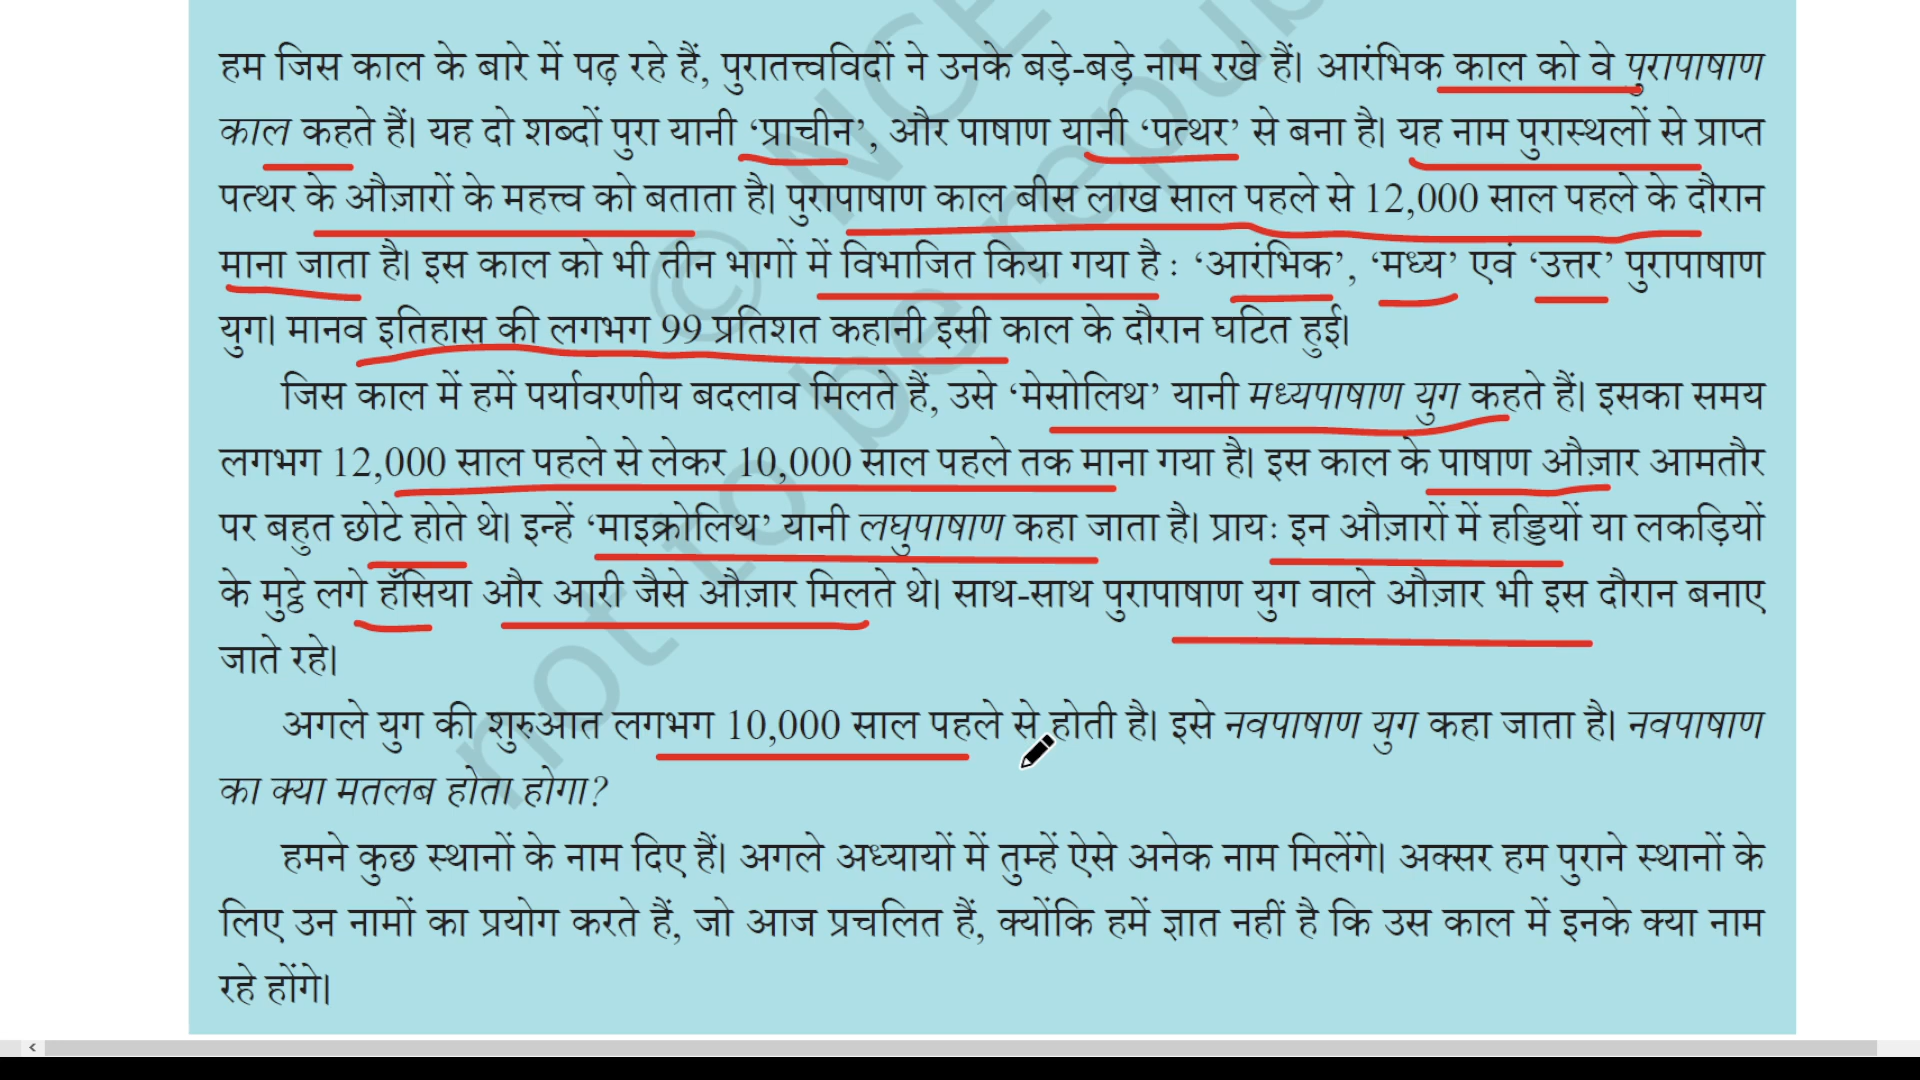 हम जिस काल के बारे में पढ़ रहे हैं, पुरातत्त्वविदों ने उनके बड़े-बड़े नाम रखे हैं। आरंभिक काल को वे पुरापाषाण
काल कहते हैं। यह दो शब्दों पुरा यानी ‘प्राचीन’, और पाषाण यानी ‘पत्थर’ से बना है। यह नाम पुरास्थलों से प्राप्त
पत्थर के औज़ारों के महत्त्व को बताता है। पुरापाषाण काल बीस लाख साल पहले से 12,000 साल पहले के दौरान
माना जाता है। इस काल को भी तीन भागों में विभाजित किया गया है : ‘आरंभिक’, ‘मध्य’ एवं ‘उत्तर’ पुरापाषाण
युग। मानव इतिहास की लगभग 99 प्रतिशत कहानी इसी काल के दौरान घटित हुई।
जिस काल में हमें पर्यावरणीय बदलाव मिलते हैं, उसे ‘मेसोलिथ’ यानी मध्यपाषाण युग कहते हैं। इसका समय
लगभग 12,000 साल पहले से लेकर 10,000 साल पहले तक माना गया है। इस काल के पाषाण औज़ार आमतौर
पर बहुत छोटे होते थे। इन्हें ‘माइक्रोलिथ’ यानी लघुपाषाण कहा जाता है। प्रायः इन औज़ारों में हड्डियों या लकड़ियों
के मुट्ठे लगे हँसिया और आरी जैसे औज़ार मिलते थे। साथ-साथ पुरापाषाण युग वाले औज़ार भी इस दौरान बनाए
जाते रहे।
अगले युग की शुरुआत लगभग 10,000 साल पहले से होती है। इसे नवपाषाण युग कहा जाता है। नवपाषाण
का क्या मतलब होता होगा?
हमने कुछ स्थानों के नाम दिए हैं। अगले अध्यायों में तुम्हें ऐसे अनेक नाम मिलेंगे। अक्सर हम पुराने स्थानों के
लिए उन नामों का प्रयोग करते हैं, जो आज प्रचलित हैं, क्योंकि हमें ज्ञात नहीं है कि उस काल में इनके क्या नाम
रहे होंगे।
© NCE
not to be repub